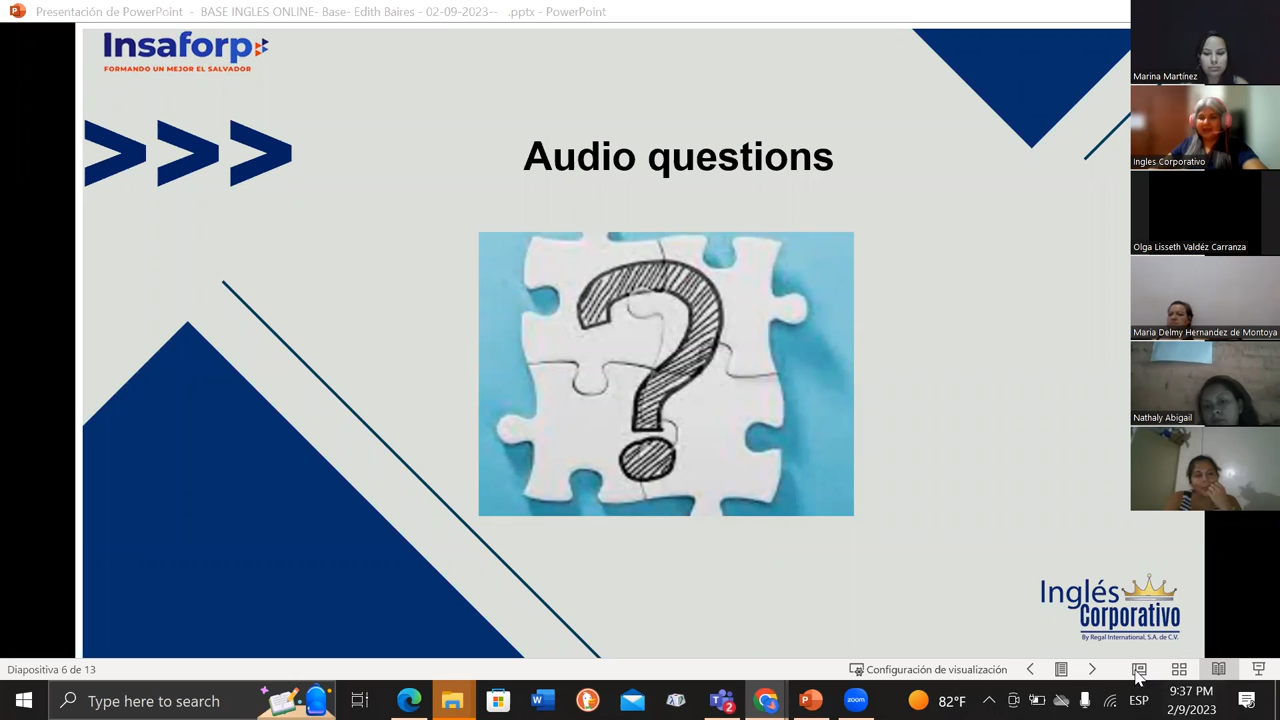 Presentación de PowerPoint - BASE INGLES ONLINE- Base- Edith Baires - 02-09-2023-- .pptx - PowerPoint
Insaforp
FORMANDO UN MEJOR EL SALVADOR
Audio questions
?
Marina Martínez
Ingles Corporativo
Olga Lisseth Valdéz Carranza
Maria Delmy Hernandez de Montoya
Nathaly Abigail
Inglés
Corporativo
By Regal International, S.A. de C.V.
Diapositiva 6 de 13
Configuración de visualización
Type here to search
zoom
82°F
ESP
9:37 PM
2/9/2023